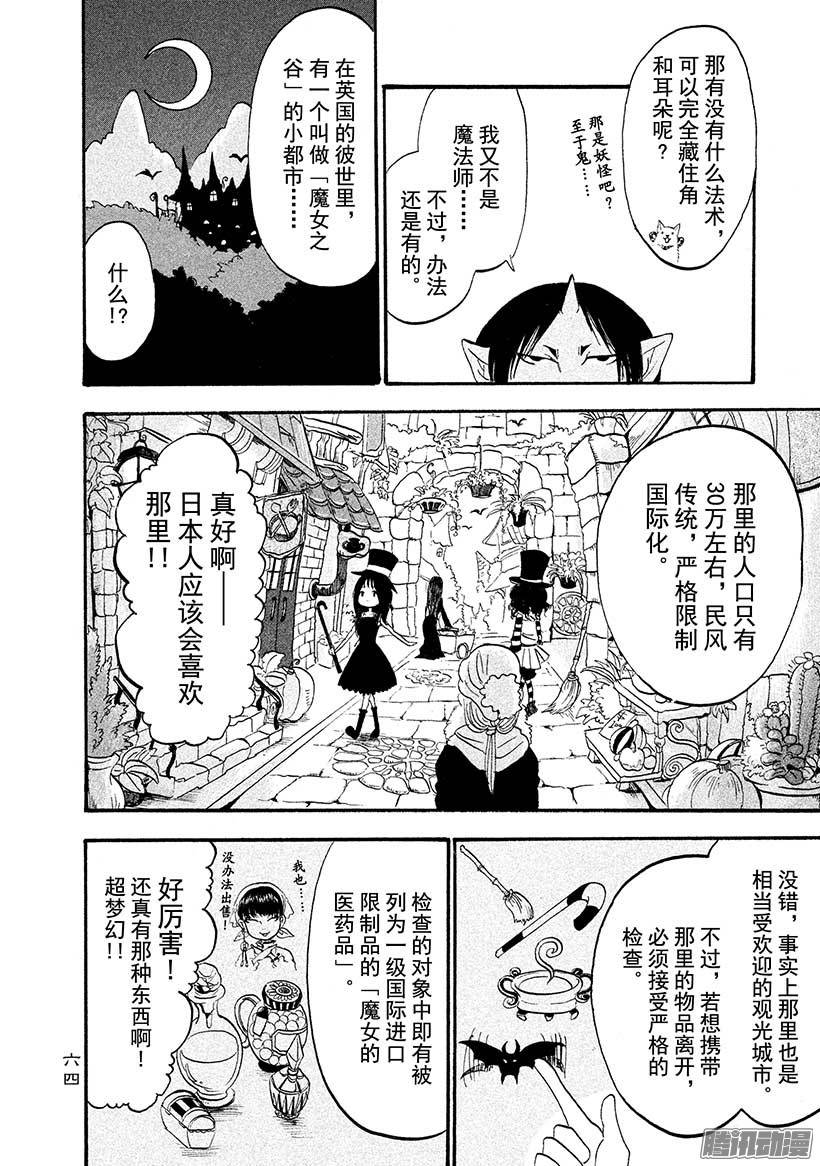 那有没有什么法术，
可以完全藏住角
和耳朵呢？
那是妖怪吧？
至于鬼……
我又不是
魔法师……
不过，办法
还是有的。
在英国的彼世里，
有一个叫做「魔女之
谷」的小都市……
什么!?
那里的人口只有
30万左右，民风
传统，严格限制
国际化。
真好啊——
日本人应该会喜欢
那里!!
没错，事实上那里也是
相当受欢迎的观光城市。
不过，若想携带
那里的物品离开，
必须接受严格的
检查。
检查的对象中即有被
列为一级国际进口
限制品的「魔女的
医药品」。
我也……
没办法出售！
好厉害！
还真有那种东西啊！
超梦幻!!
六四
腾讯动漫